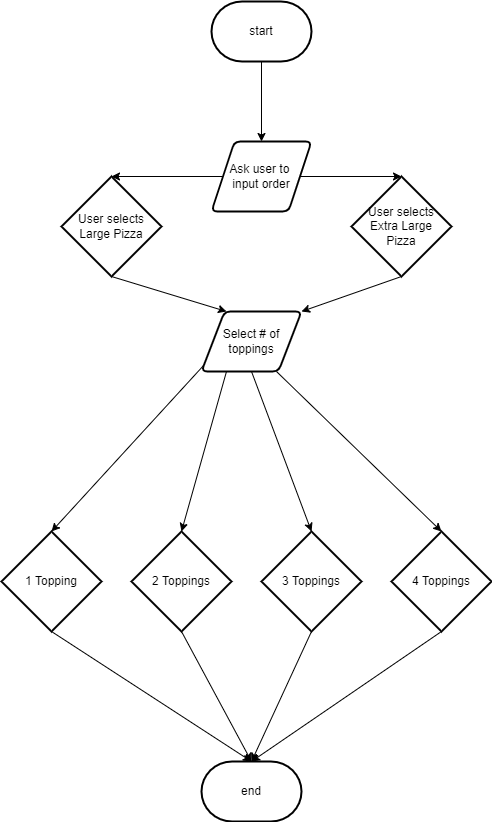 start
Ask user to
input order
User selects
Large Pizza
User selects
Extra Large
Pizza
Select # of
toppings
1 Topping
2 Toppings
3 Toppings
4 Toppings
end